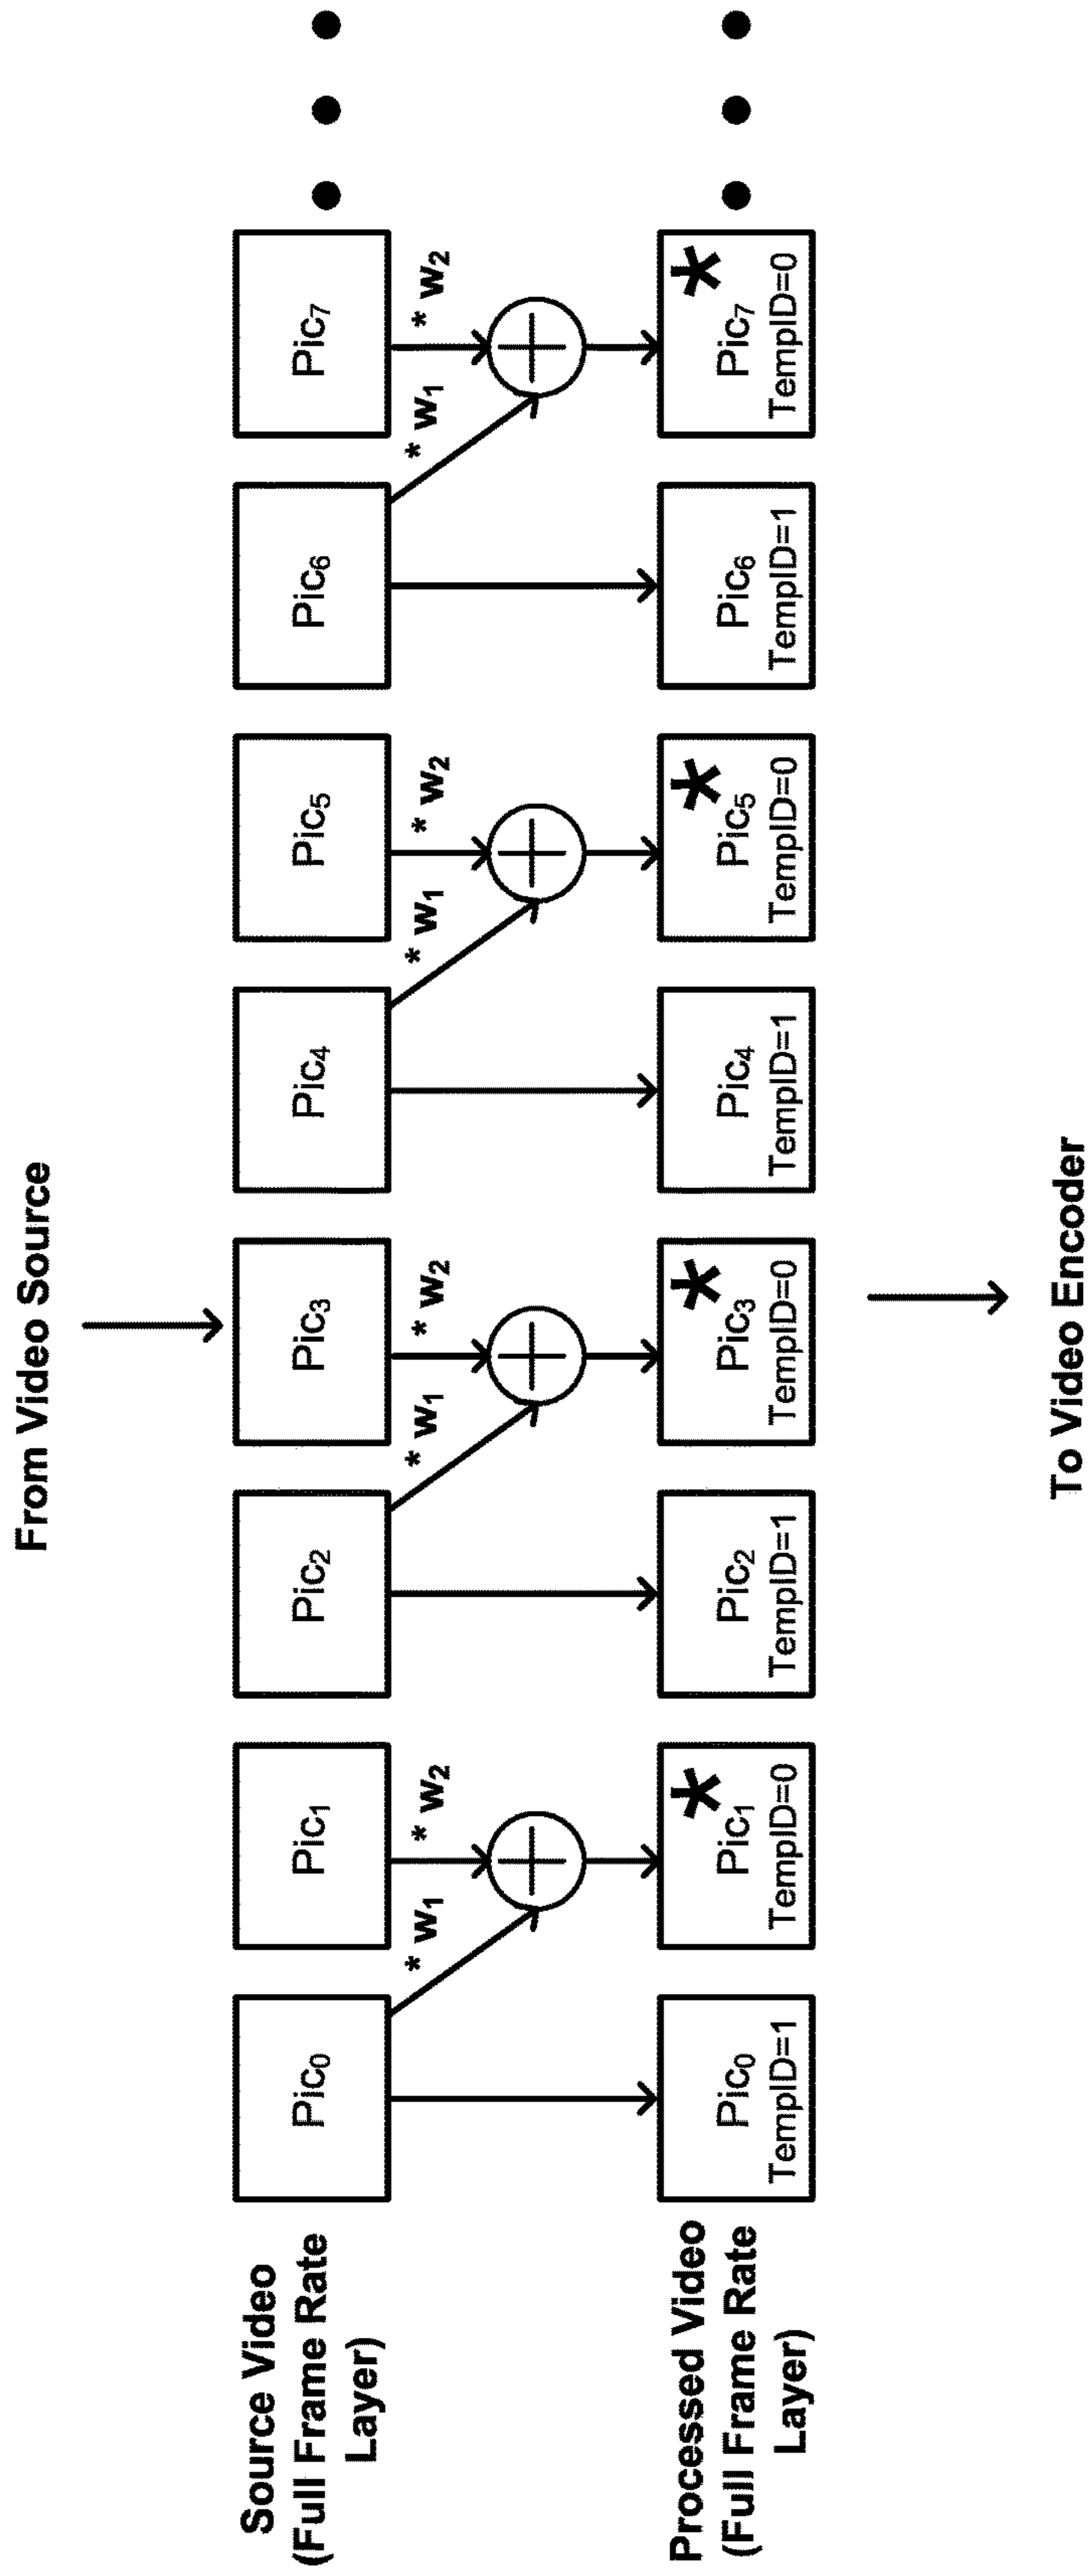 From Video Source
Source Video
(Full Frame Rate
Layer)
Pic0
Pic1
Pic2
Pic3
Pic4
Pic5
Pic6
Pic7
* w1
* w2
* w1
* w2
* w1
* w2
* w1
* w2
Processed Video
(Full Frame Rate
Layer)
Pic0
TempID=1
*
Pic1
TempID=0
Pic2
TempID=1
*
Pic3
TempID=0
Pic4
TempID=1
*
Pic5
TempID=0
Pic6
TempID=1
*
Pic7
TempID=0
To Video Encoder